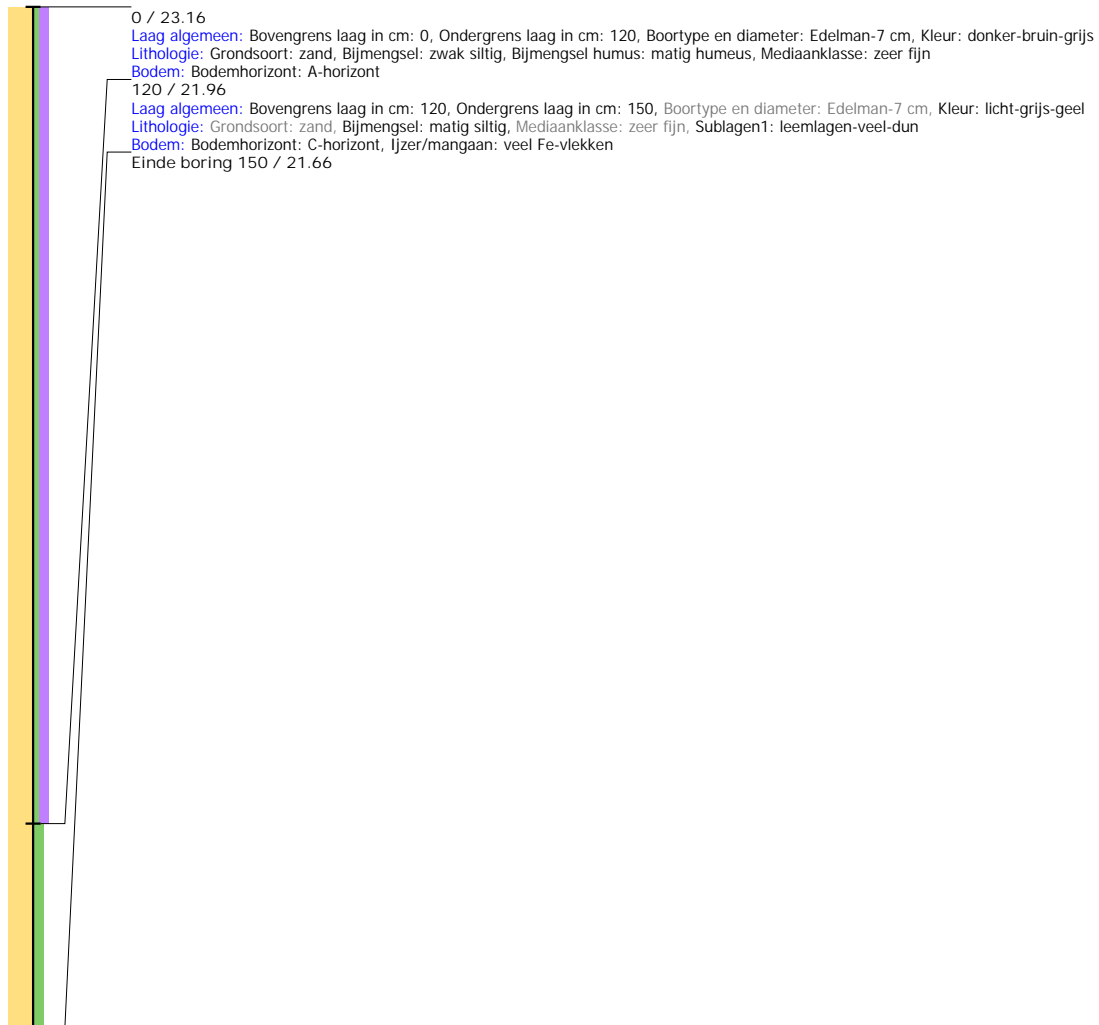 0 / 23.16
Laag algemeen: Bovengrens laag in cm: 0, Ondergrens laag in cm: 120, Boortype en diameter: Edelman-7 cm, Kleur: donker-bruin-grijs
Lithologie: Grondsoort: zand, Bijmengsel: zwak siltig, Bijmengsel humus: matig humeus, Mediaanklasse: zeer fijn
Bodem: Bodemhorizont: A-horizont
120 / 21.96
Laag algemeen: Bovengrens laag in cm: 120, Ondergrens laag in cm: 150, Boortype en diameter: Edelman-7 cm, Kleur: licht-grijs-geel
Lithologie: Grondsoort: zand, Bijmengsel: matig siltig, Mediaanklasse: zeer fijn, Sublagen1: leemlagen-veel-dun
Bodem: Bodemhorizont: C-horizont, Ijzer/mangaan: veel Fe-vlekken
Einde boring 150 / 21.66